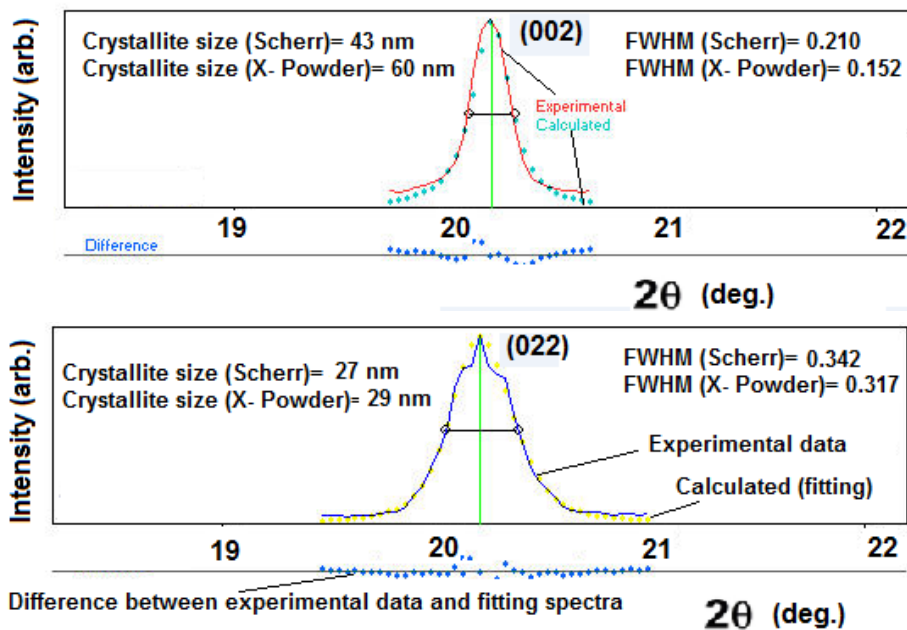 Intensity (arb.)
Crystallite size (Scherr)= 43 nm
Crystallite size (X- Powder)= 60 nm
(002)
FWHM (Scherr)= 0.210
FWHM (X- Powder)= 0.152
Experimental
Calculated
19 20 21 22
Difference
2θ (deg.)
Intensity (arb.)
Crystallite size (Scherr)= 27 nm
Crystallite size (X- Powder)= 29 nm
(022)
FWHM (Scherr)= 0.342
FWHM (X- Powder)= 0.317
Experimental data
Calculated (fitting)
19 20 21 22
Difference between experimental data and fitting spectra
2θ (deg.)